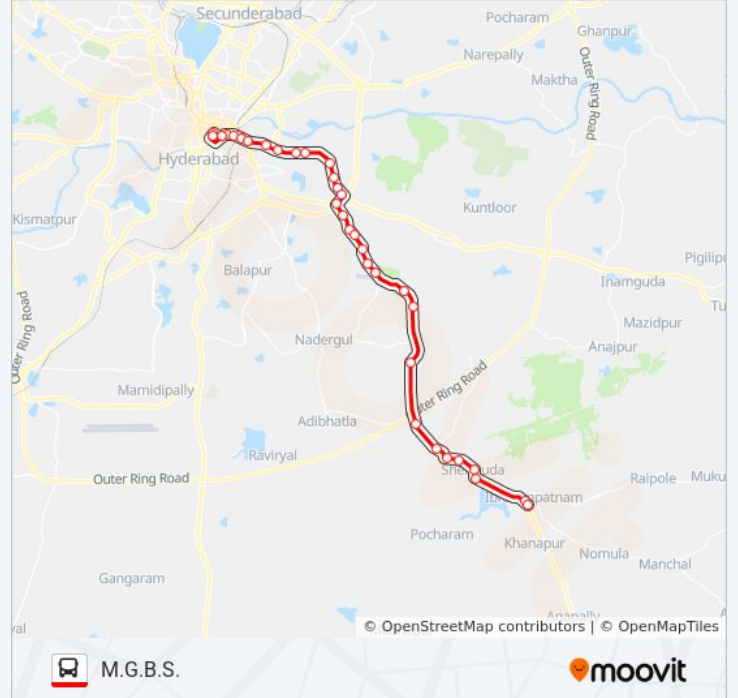 Secunderabad
Pocharam
Ghanpur
Narepally
Outer Ring Road
Maktha
Hyderabad
Kismatpur
Kuntloor
Balapur
Inamguda
Outer Ring Road
Mazidpur
Nadergul
Anajpur
Mamidipally
Outer Ring Road
Adibhatla
Raviryal
Outer Ring Road
Raipole
Pocharam
Khanapur
Nomula
Manchal
Gangaram
© OpenStreetMap contributors | © OpenMapTiles
M.G.B.S.
moovit